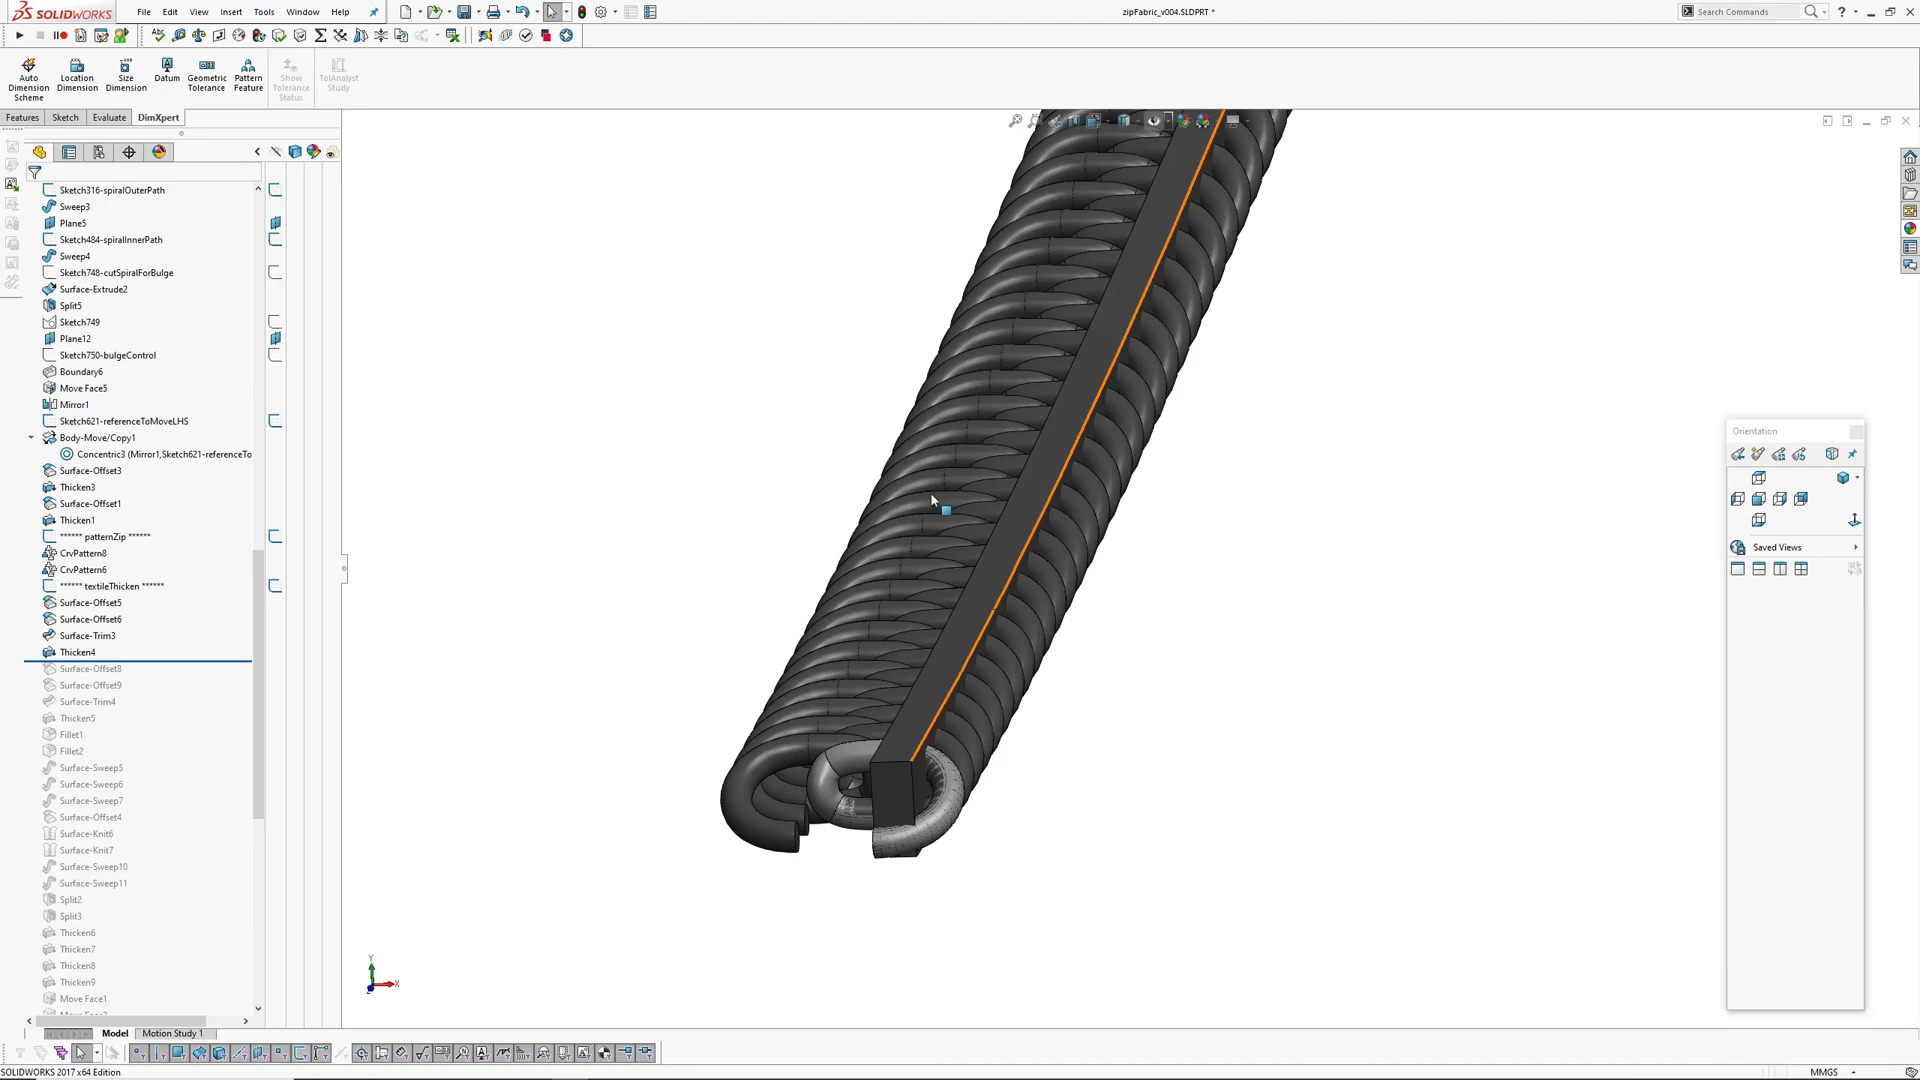 SOLIDWORKS File Edit View Insert Tools Window Help zipFabric_v004.SLDPRT * Search Commands
Auto Dimension Scheme
Location Dimension
Size Dimension
Datum
Geometric Tolerance
Pattern Feature
Show Tolerance Status
TolAnalyst Study
Features Sketch Evaluate DimXpert
Sketch316-spiralOuterPath
Sweep3
Plane5
Sketch484-spiralInnerPath
Sweep4
Sketch748-cutSpiralForBulge
Surface-Extrude2
Split5
Sketch749
Plane12
Sketch750-bulgeControl
Boundary6
Move Face5
Mirror1
Sketch621-referenceToMoveLHS
Body-Move/Copy1
Concentric3 (Mirror1,Sketch621-referenceTo
Surface-Offset3
Thicken3
Surface-Offset1
Thicken1
****** patternZip ******
CrvPattern8
CrvPattern6
****** textileThicken ******
Surface-Offset5
Surface-Offset6
Surface-Trim3
Thicken4
Surface-Offset8
Surface-Offset9
Surface-Trim4
Thicken5
Fillet1
Fillet2
Surface-Sweep5
Surface-Sweep6
Surface-Sweep7
Surface-Offset4
Surface-Knit6
Surface-Knit7
Surface-Sweep10
Surface-Sweep11
Split2
Split3
Thicken6
Thicken7
Thicken8
Thicken9
Move Face1
Orientation
Saved Views
Y
X
Model Motion Study 1
SOLIDWORKS 2017 x64 Edition MMGS